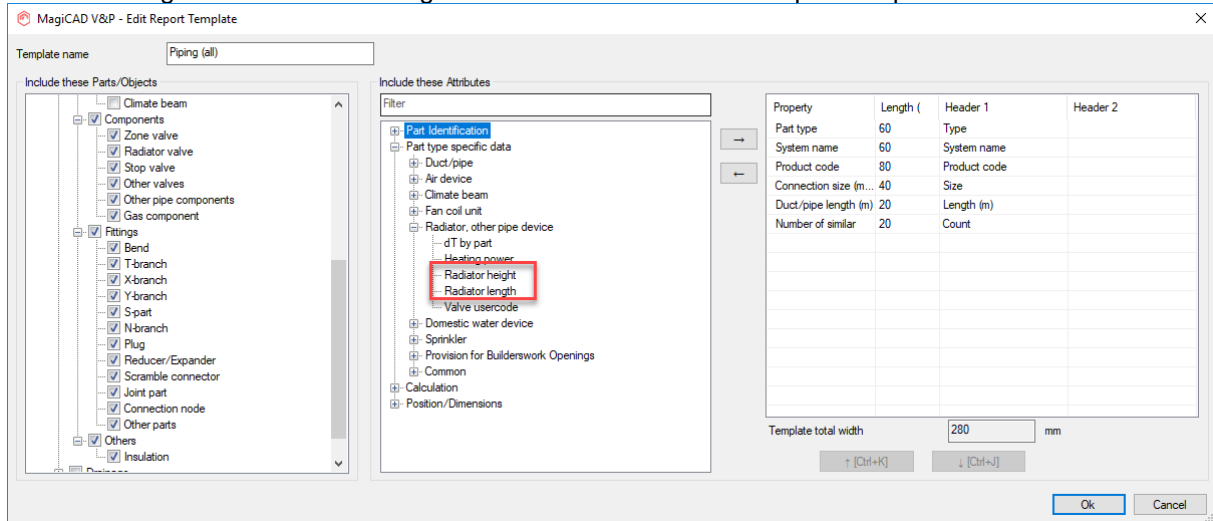 MagiCAD V&P - Edit Report Template
Template name
Piping (all)
Include these Parts/Objects
Climate beam
Components
Zone valve
Radiator valve
Stop valve
Other valves
Other pipe components
Gas component
Fittings
Bend
T-branch
X-branch
Y-branch
S-part
N-branch
Plug
Reducer/Expander
Scramble connector
Joint part
Connection node
Other parts
Others
Insulation
Include these Attributes
Filter
Part Identification
Part type specific data
Duct/pipe
Air device
Climate beam
Fan coil unit
Radiator, other pipe device
dT by part
Heating power
Radiator height
Radiator length
Valve usercode
Domestic water device
Sprinkler
Provision for Builderswork Openings
Common
Calculation
Position/Dimensions
→
←
Property Length ( Header 1 Header 2
Part type 60 Type
System name 60 System name
Product code 80 Product code
Connection size (m... 40 Size
Duct/pipe length (m) 20 Length (m)
Number of similar 20 Count
Template total width 280 mm
↑ [Ctrl+K] ↓ [Ctrl+J]
Ok Cancel